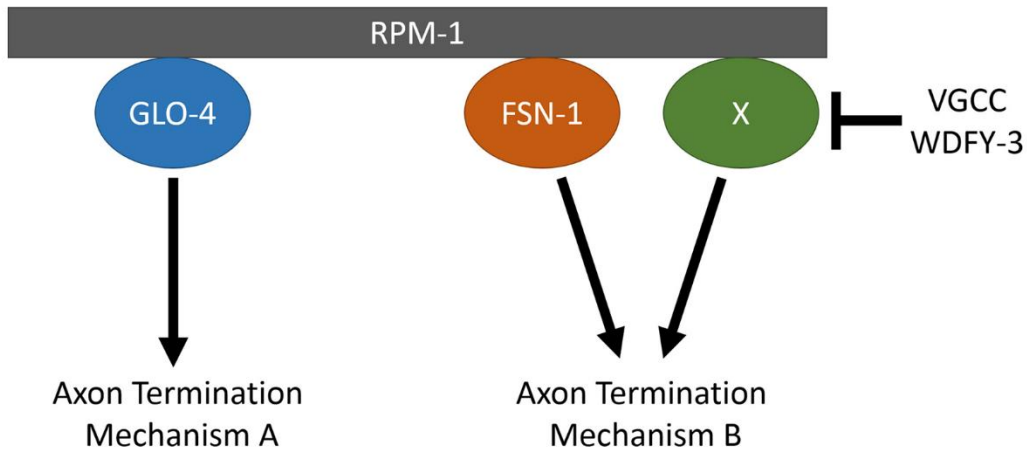 RPM-1
GLO-4
FSN-1
X
VGCC
WDFY-3
Axon Termination
Mechanism A
Axon Termination
Mechanism B